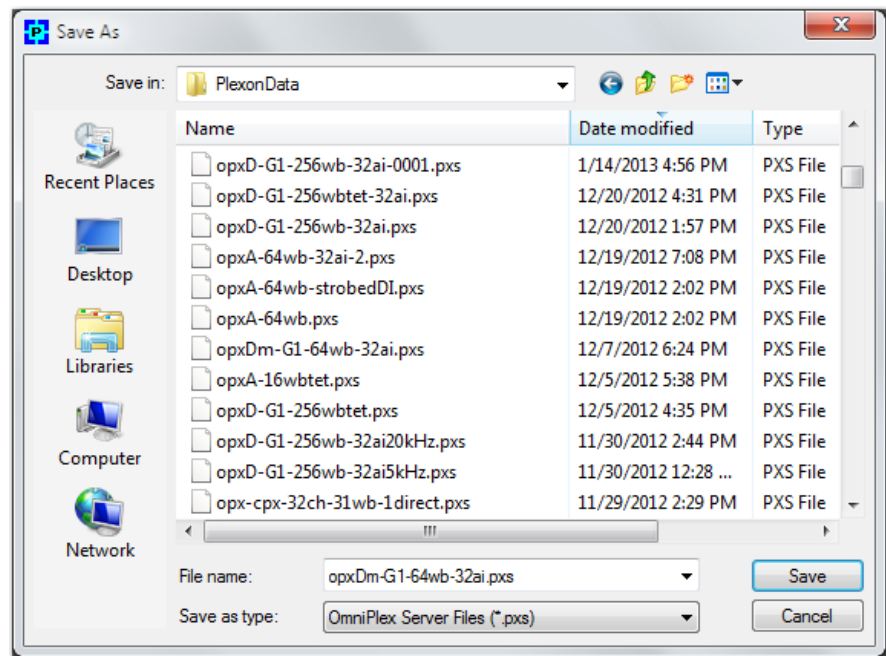 P Save As x
Save in: PlexonData
Name Date modified Type
opxD-G1-256wb-32ai-0001.pxs 1/14/2013 4:56 PM PXS File
Recent Places
opxD-G1-256wbtet-32ai.pxs 12/20/2012 4:31 PM PXS File
opxD-G1-256wb-32ai.pxs 12/20/2012 1:57 PM PXS File
opxA-64wb-32ai-2.pxs 12/19/2012 7:08 PM PXS File
Desktop
opxA-64wb-strobedDI.pxs 12/19/2012 2:02 PM PXS File
opxA-64wb.pxs 12/19/2012 2:02 PM PXS File
opxDm-G1-64wb-32ai.pxs 12/7/2012 6:24 PM PXS File
Libraries
opxA-16wbtet.pxs 12/5/2012 5:38 PM PXS File
opxD-G1-256wbtet.pxs 12/5/2012 4:35 PM PXS File
opxD-G1-256wb-32ai20kHz.pxs 11/30/2012 2:44 PM PXS File
Computer
opxD-G1-256wb-32ai5kHz.pxs 11/30/2012 12:28 ... PXS File
opx-cpx-32ch-31wb-1direct.pxs 11/29/2012 2:29 PM PXS File
Network
File name: opxDm-G1-64wb-32ai.pxs Save
Save as type: OmniPlex Server Files (*.pxs) Cancel